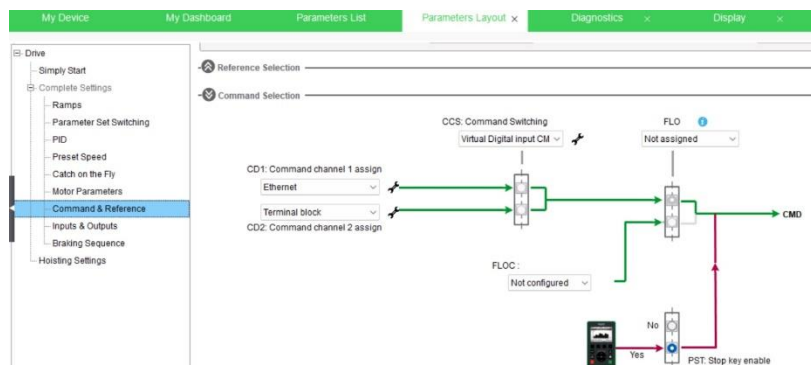 My Device My Dashboard Parameters List Parameters Layout × Diagnostics × Display ×
Drive
Simply Start
Complete Settings
Ramps
Parameter Set Switching
PID
Preset Speed
Catch on the Fly
Motor Parameters
Command & Reference
Inputs & Outputs
Braking Sequence
Hoisting Settings
Reference Selection
Command Selection
CCS: Command Switching
Virtual Digital input CM
FLO
Not assigned
CD1: Command channel 1 assign
Ethernet
Terminal block
CD2: Command channel 2 assign
CMD
FLOC :
Not configured
No
Yes
PST: Stop key enable